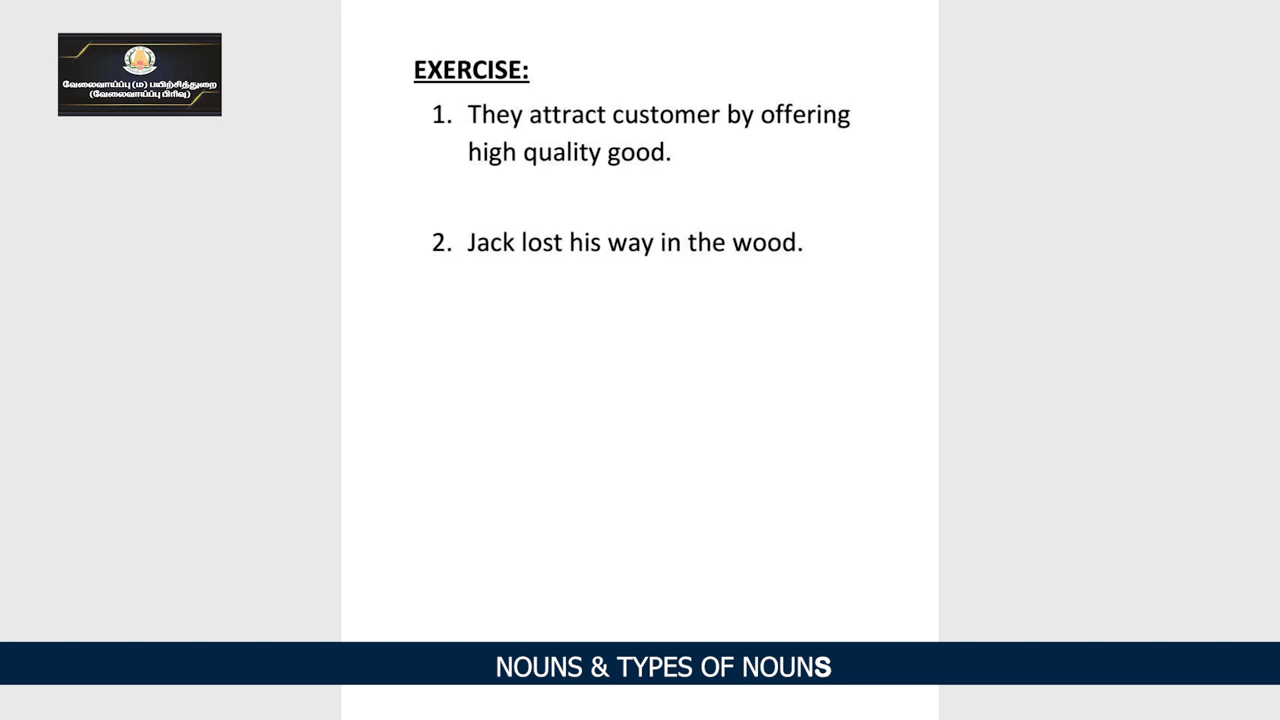 வேலைவாய்ப்பு (ம) பயிற்சித்துறை
(வேலைவாய்ப்பு பிரிவு)
EXERCISE:
1. They attract customer by offering
high quality good.
2. Jack lost his way in the wood.
NOUNS & TYPES OF NOUNS